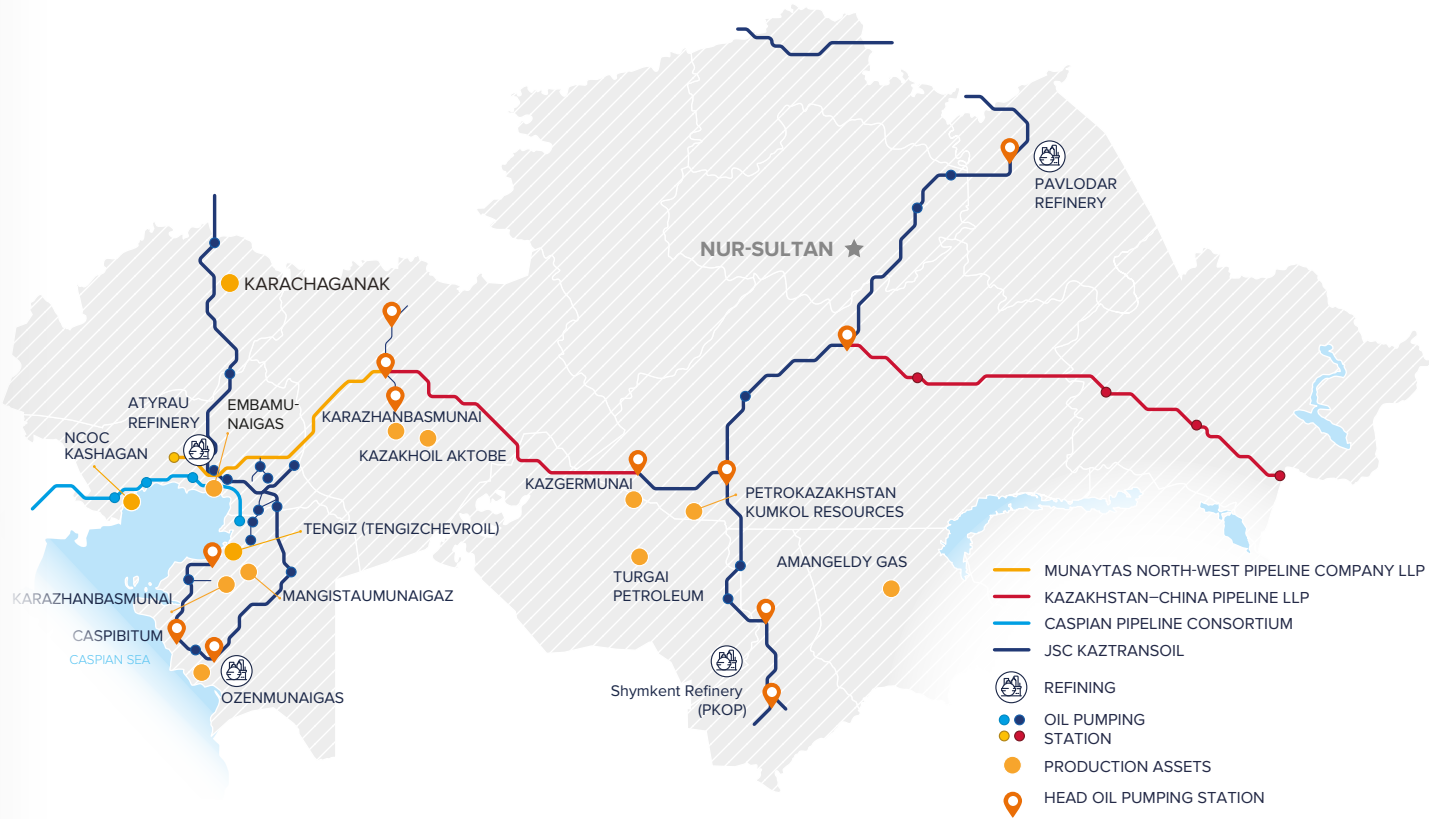 PAVLODAR
REFINERY
NUR-SULTAN
KARACHAGANAK
ATYRAU
REFINERY
EMBAMU-
NAIGAS
NCOC
KASHAGAN
KARAZHANBASMUNAI
KAZAKHOIL AKTOBE
KAZGERMUNAI
PETROKAZAKHSTAN
KUMKOL RESOURCES
TENGIZ (TENGIZCHEVROIL)
TURGAI
PETROLEUM
AMANGELDY GAS
KARAZHANBASMUNAI
MANGISTAUMUNAIGAZ
CASPIBITUM
CASPIAN SEA
OZENMUNAIGAS
Shymkent Refinery
(PKOP)
MUNAYTAS NORTH-WEST PIPELINE COMPANY LLP
KAZAKHSTAN–CHINA PIPELINE LLP
CASPIAN PIPELINE CONSORTIUM
JSC KAZTRANSOIL
REFINING
OIL PUMPING
STATION
PRODUCTION ASSETS
HEAD OIL PUMPING STATION